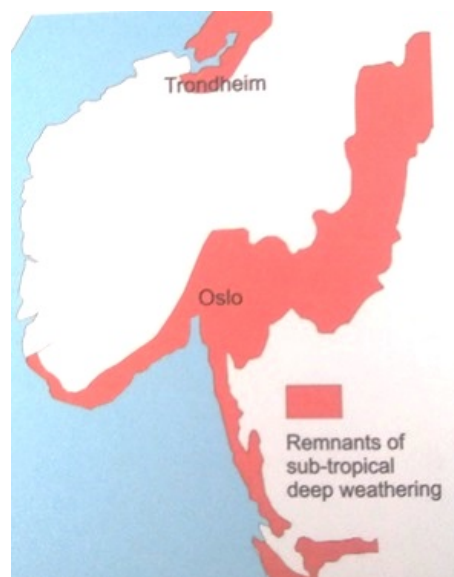 Trondheim
Oslo
Remnants of
sub-tropical
deep weathering